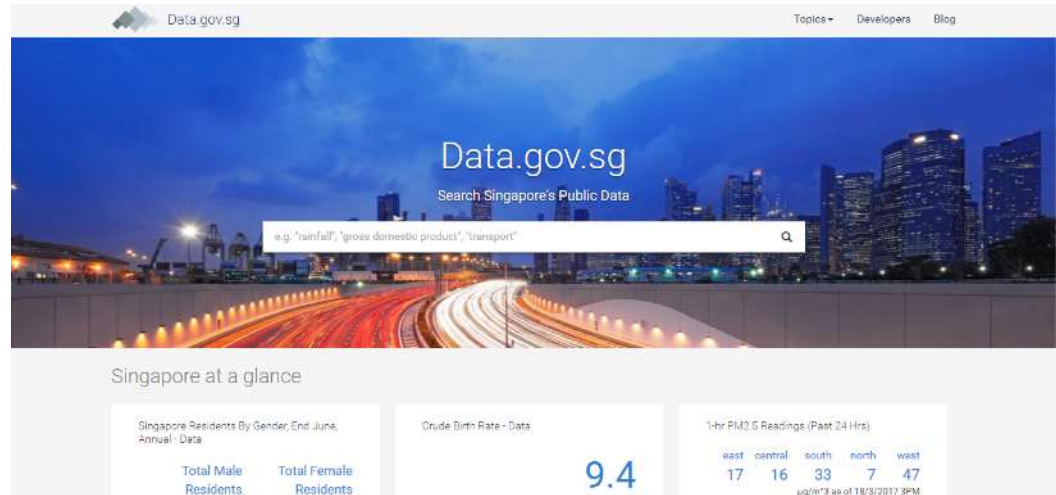 Data.gov.sg
Topics Developers Blog
Data.gov.sg
Search Singapore's Public Data
e.g. "rainfall", "gross domestic product", "transport"
Singapore at a glance
Singapore Residents By Gender, End June,
Annual - Data
Total Male Total Female
Residents Residents
Crude Birth Rate - Data
9.4
1-hr PM2.5 Readings (Past 24 Hrs)
east central south north west
17 16 33 7 47
µg/m^3 as of 18/3/2017 3PM